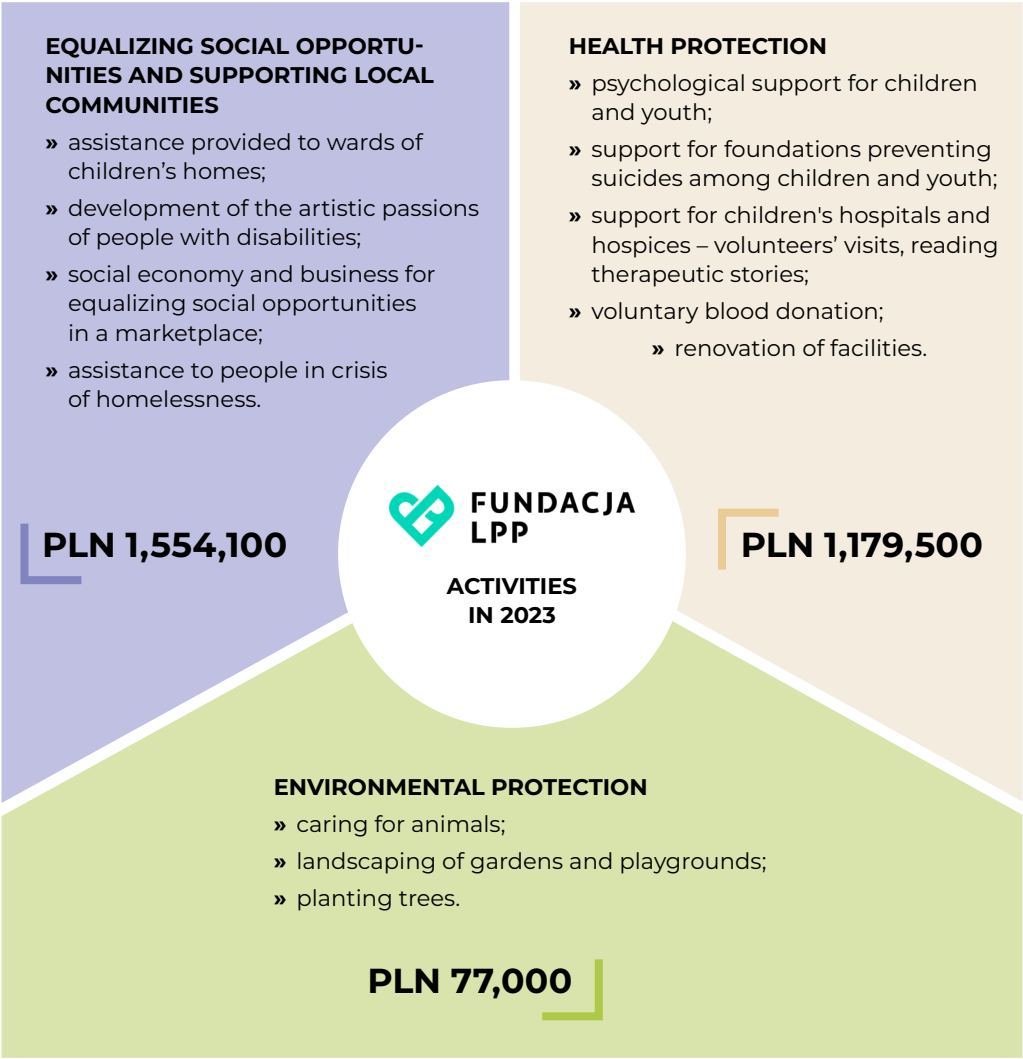 EQUALIZING SOCIAL OPPORTU-
NITIES AND SUPPORTING LOCAL
COMMUNITIES
» assistance provided to wards of
children’s homes;
» development of the artistic passions
of people with disabilities;
» social economy and business for
equalizing social opportunities
in a marketplace;
» assistance to people in crisis
of homelessness.
PLN 1,554,100
HEALTH PROTECTION
» psychological support for children
and youth;
» support for foundations preventing
suicides among children and youth;
» support for children's hospitals and
hospices – volunteers’ visits, reading
therapeutic stories;
» voluntary blood donation;
» renovation of facilities.
PLN 1,179,500
FUNDACJA
LPP
ACTIVITIES
IN 2023
ENVIRONMENTAL PROTECTION
» caring for animals;
» landscaping of gardens and playgrounds;
» planting trees.
PLN 77,000